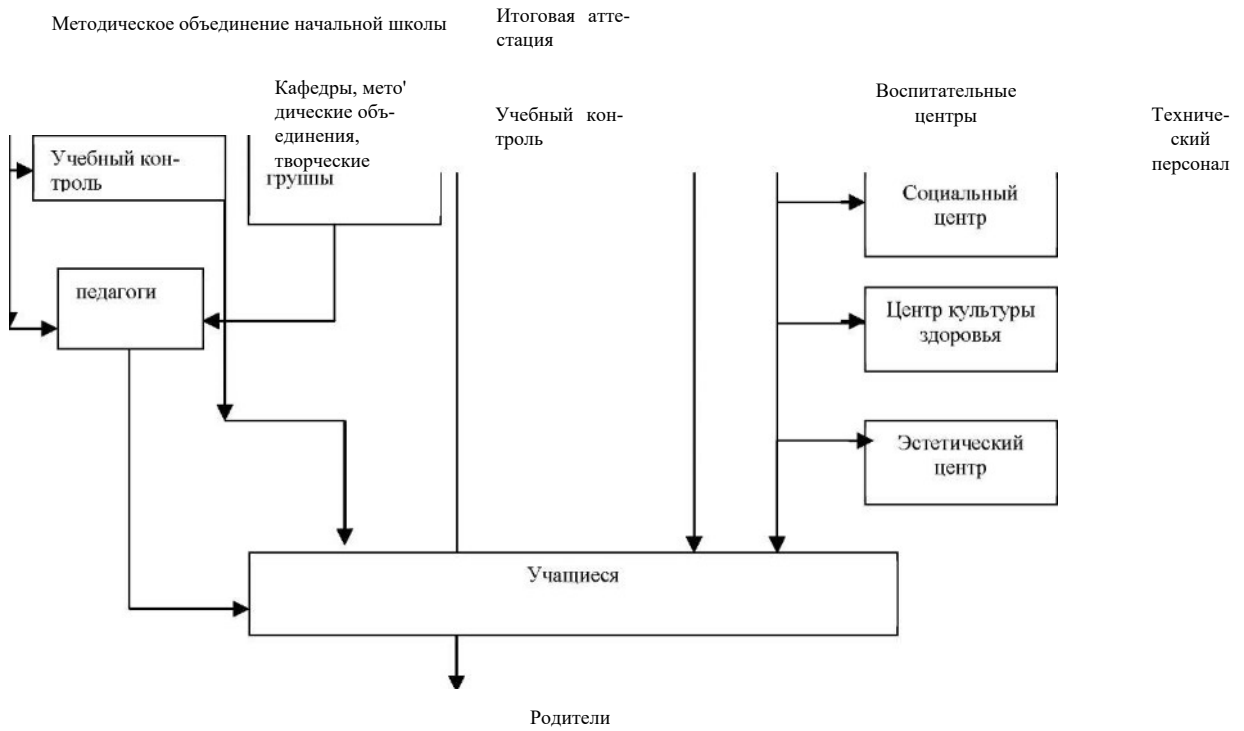 Методическое объединение начальной школы
Итоговая атте-
стация
Кафедры, мето'
дические объ-
единения,
творческие
группы
Учебный кон-
троль
Воспитательные
центры
Техниче-
ский
персонал
Учебный кон-
троль
Социальный
центр
педагоги
Центр культуры
здоровья
Эстетический
центр
Учащиеся
Родители